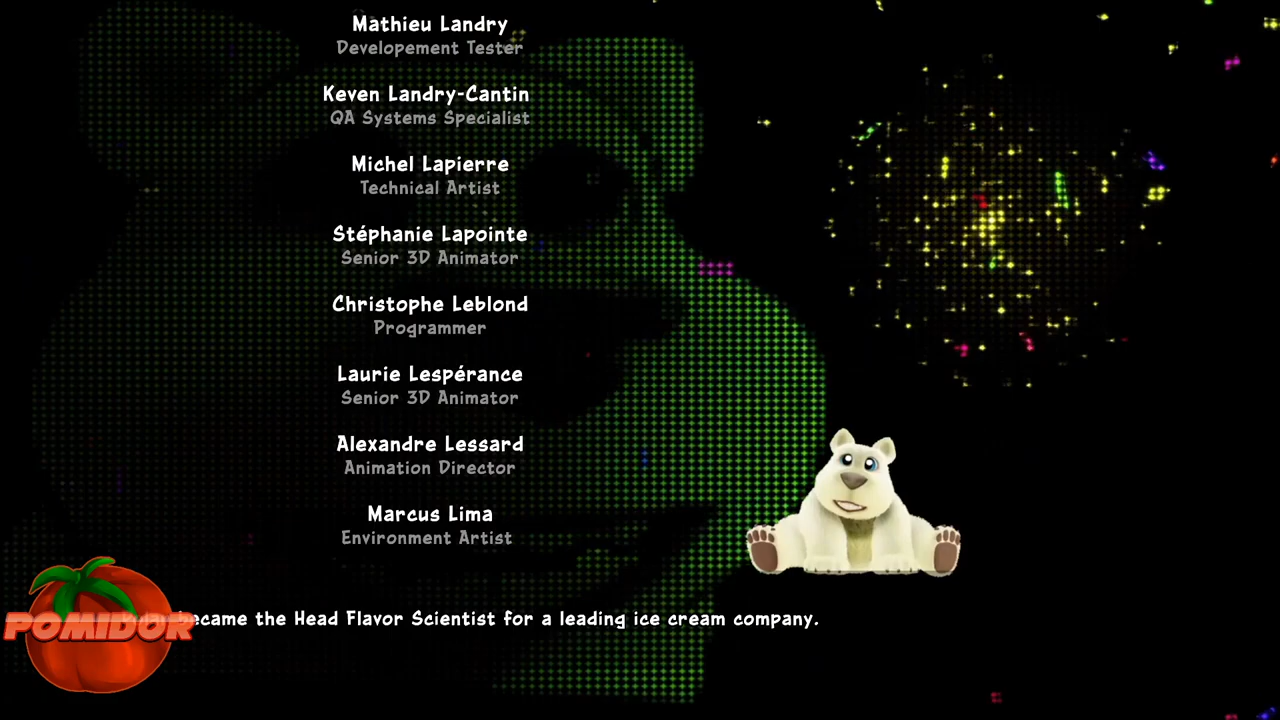 Mathieu Landry
Developement Tester
Keven Landry-Cantin
QA Systems Specialist
Michel Lapierre
Technical Artist
Stéphanie Lapointe
Senior 3D Animator
Christophe Leblond
Programmer
Laurie Lespérance
Senior 3D Animator
Alexandre Lessard
Animation Director
Marcus Lima
Environment Artist
became the Head Flavor Scientist for a leading ice cream company.
POMIDOR